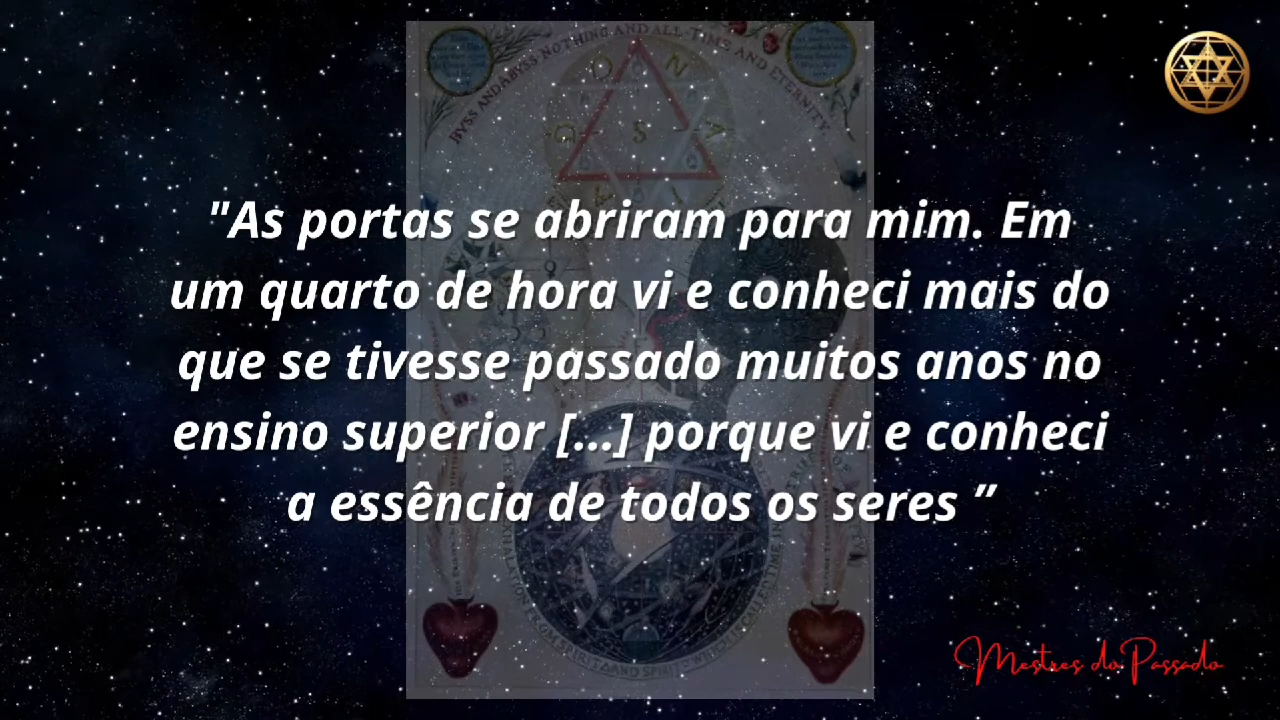 BYSS AND ABYSS NOTHING AND ALL·TIME AND ETERNITY
"As portas se abriram para mim. Em
um quarto de hora vi e conheci mais do
que se tivesse passado muitos anos no
ensino superior [...] porque vi e conheci
a essência de todos os seres ”
Mestres do Passado